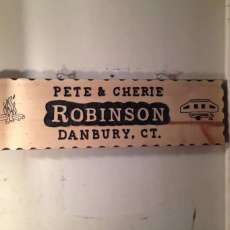 PETE & CHERIE
ROBINSON
DANBURY, CT.